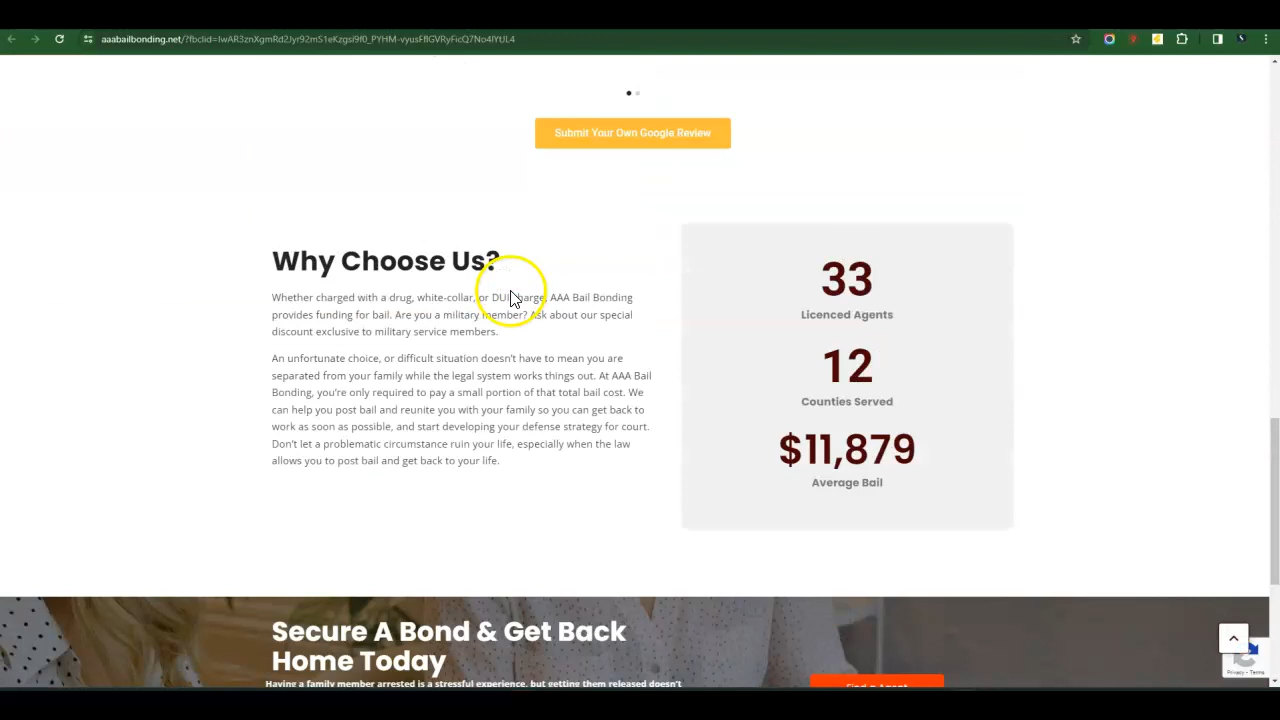 aaabailbonding.net/?fbclid=IwAR3znXgmRd2Jyr92mS1eKzgsi9f0_PYHM-vyusFflGVRyFicQ7No4lYtJL4
Submit Your Own Google Review
Why Choose Us?
Whether charged with a drug, white-collar, or DUI charge, AAA Bail Bonding
provides funding for bail. Are you a military member? Ask about our special
discount exclusive to military service members.
An unfortunate choice, or difficult situation doesn't have to mean you are
separated from your family while the legal system works things out. At AAA Bail
Bonding, you're only required to pay a small portion of that total bail cost. We
can help you post bail and reunite you with your family so you can get back to
work as soon as possible, and start developing your defense strategy for court.
Don't let a problematic circumstance ruin your life, especially when the law
allows you to post bail and get back to your life.
33
Licenced Agents
12
Counties Served
$11,879
Average Bail
Secure A Bond & Get Back
Home Today
Having a family member arrested is a stressful experience, but getting them released doesn't
Find a Agent
Privacy - Terms